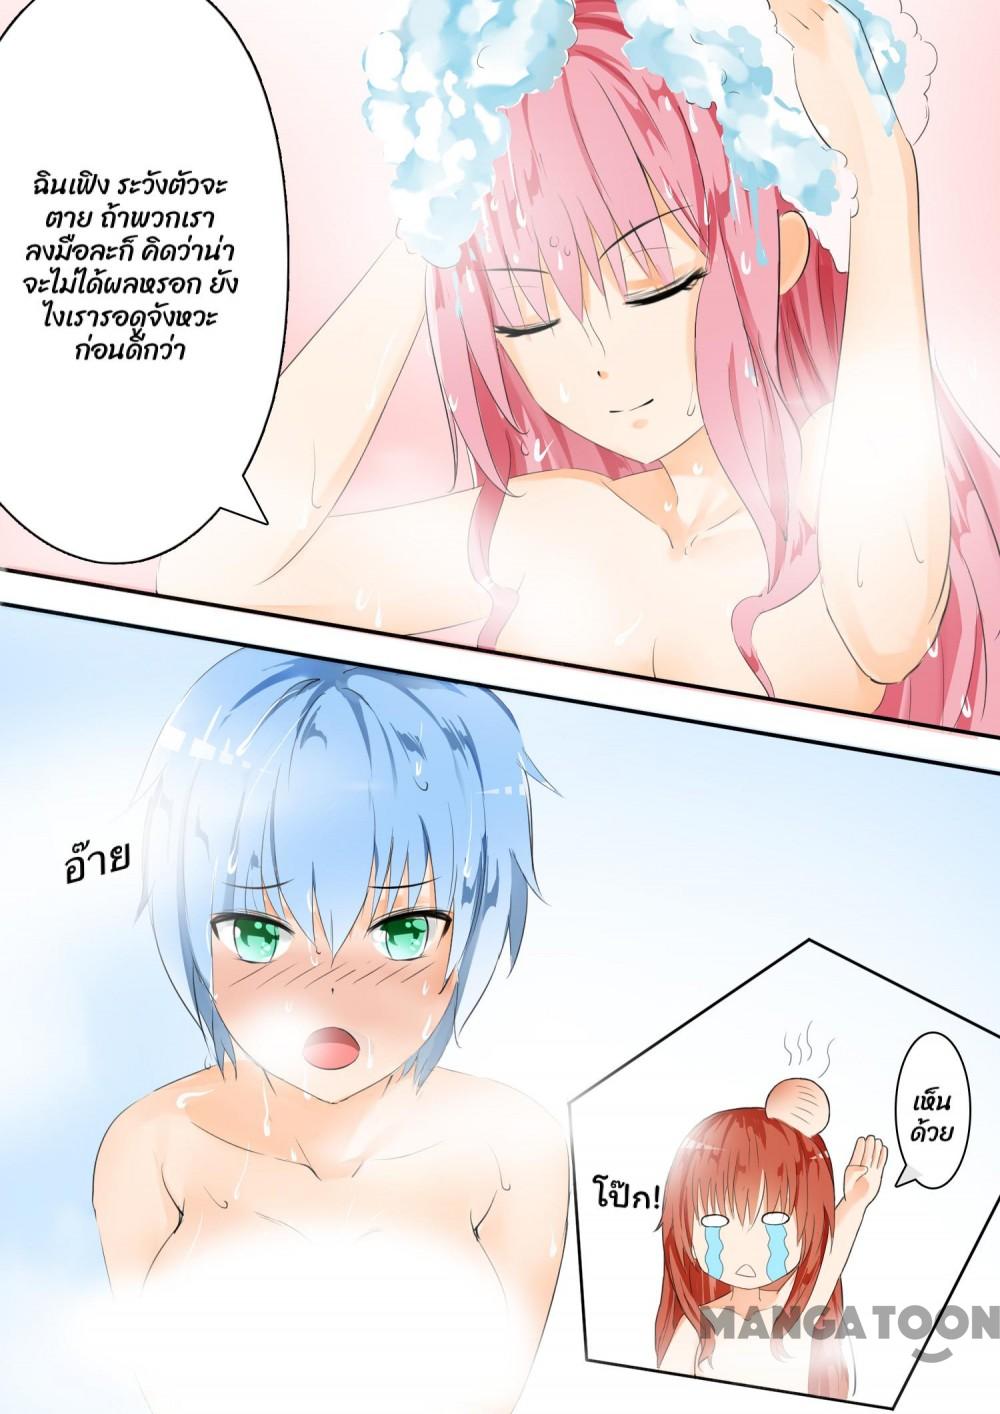 ฉินเฟิง ระวังตัวจะ
ตาย ถ้าพวกเรา
ลงมือละก็ คิดว่าน่า
จะไม่ได้ผลหรอก ยัง
ไงเรารอดูจังหวะ
ก่อนดีกว่า
อ๊าย
เห็น
ด้วย
โป๊ก!
MANGATOON